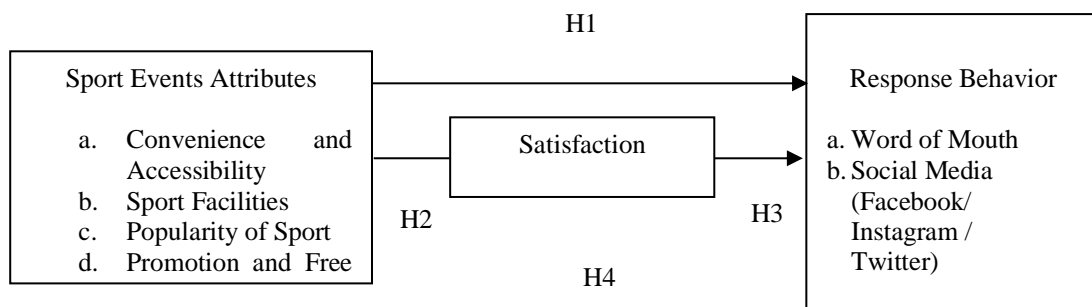 H1
Sport Events Attributes
a. Convenience and
Accessibility
b. Sport Facilities
c. Popularity of Sport
d. Promotion and Free
H2
Satisfaction
H3
H4
Response Behavior
a. Word of Mouth
b. Social Media
(Facebook/
Instagram /
Twitter)